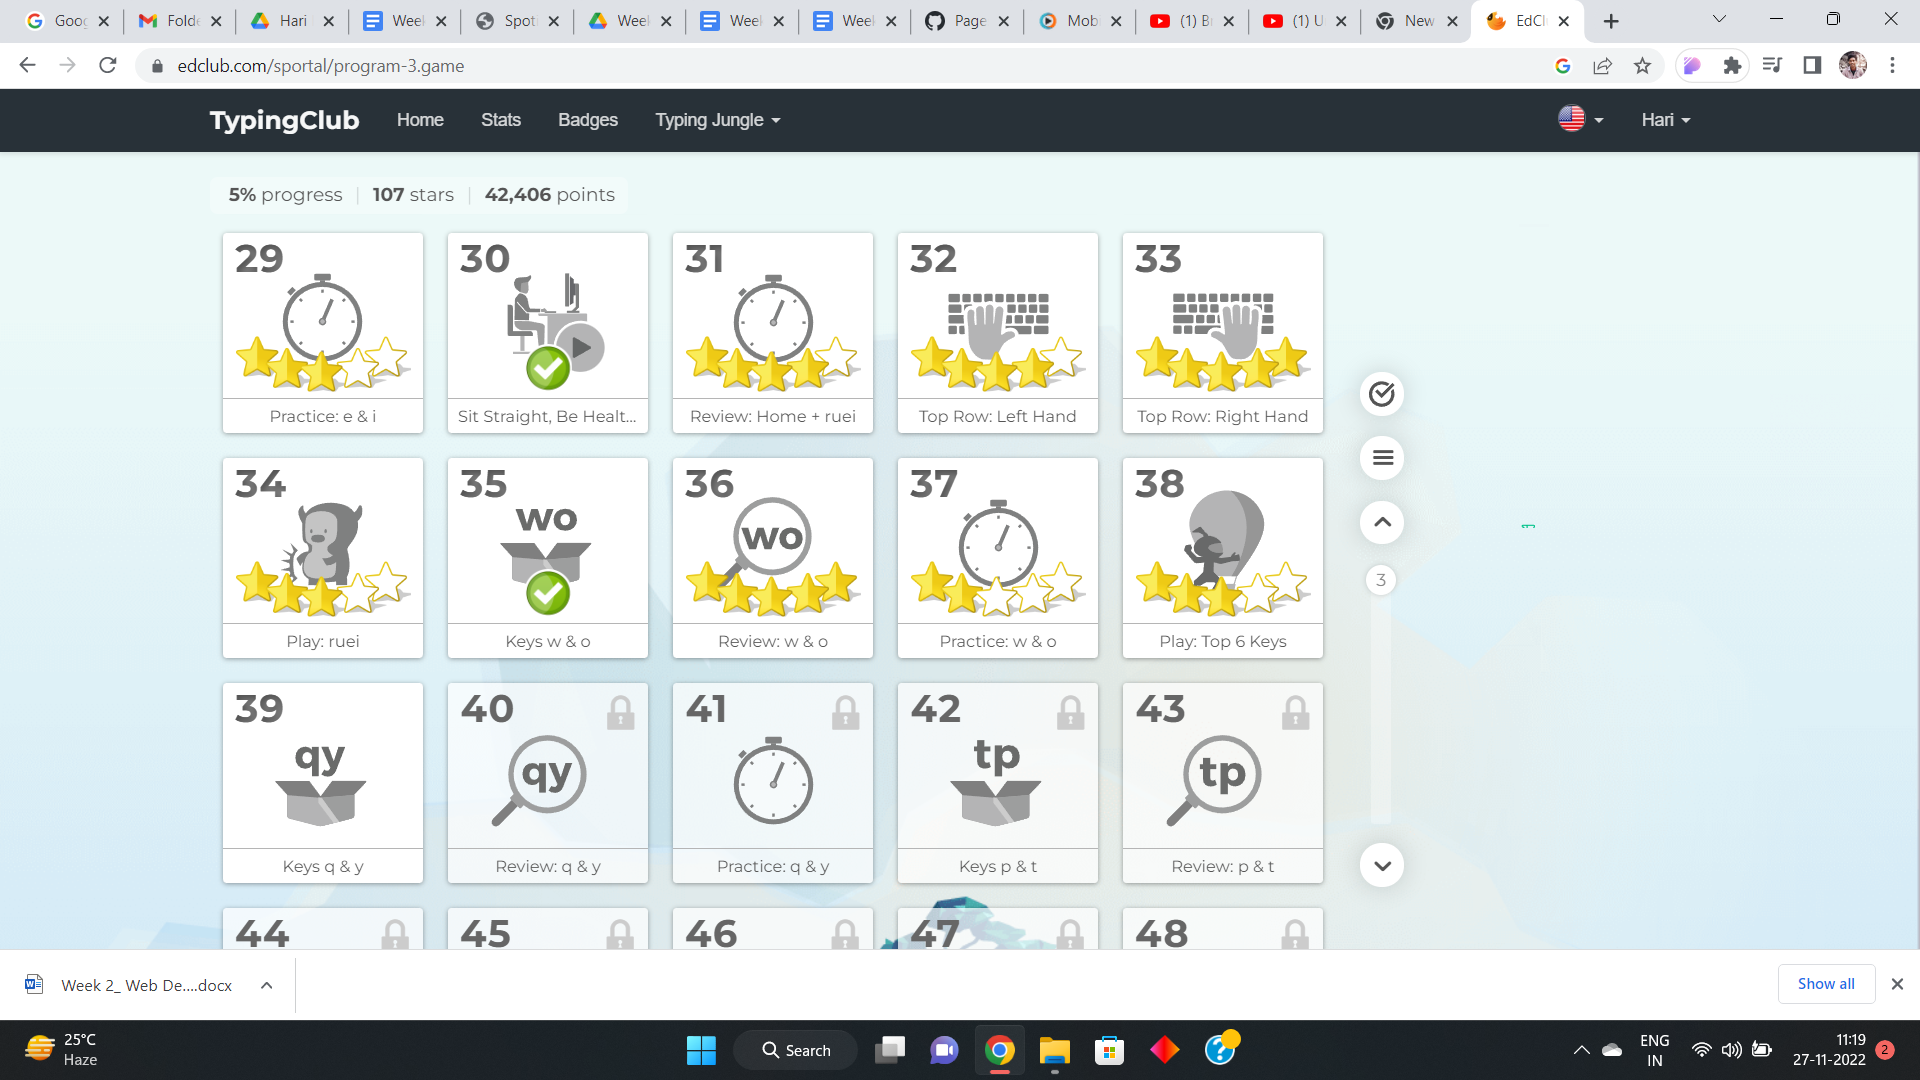 Goog
Folde
Hari
Week
Spot
Week
Week
Week
Page
Mobi
(1) B
(1) U
New
EdCl
edclub.com/sportal/program-3.game
TypingClub Home Stats Badges Typing Jungle Hari
5% progress 107 stars 42,406 points
29
Practice: e & i
30
Sit Straight, Be Healt...
31
Review: Home + ruei
32
Top Row: Left Hand
33
Top Row: Right Hand
34
Play: ruei
35
wo
Keys w & o
36
wo
Review: w & o
37
Practice: w & o
38
Play: Top 6 Keys
3
39
qy
Keys q & y
40
qy
Review: q & y
41
Practice: q & y
42
tp
Keys p & t
43
tp
Review: p & t
44
45
46
47
48
Week 2_ Web De....docx
Show all
25°C
Haze
Search
ENG
IN
11:19
27-11-2022
2